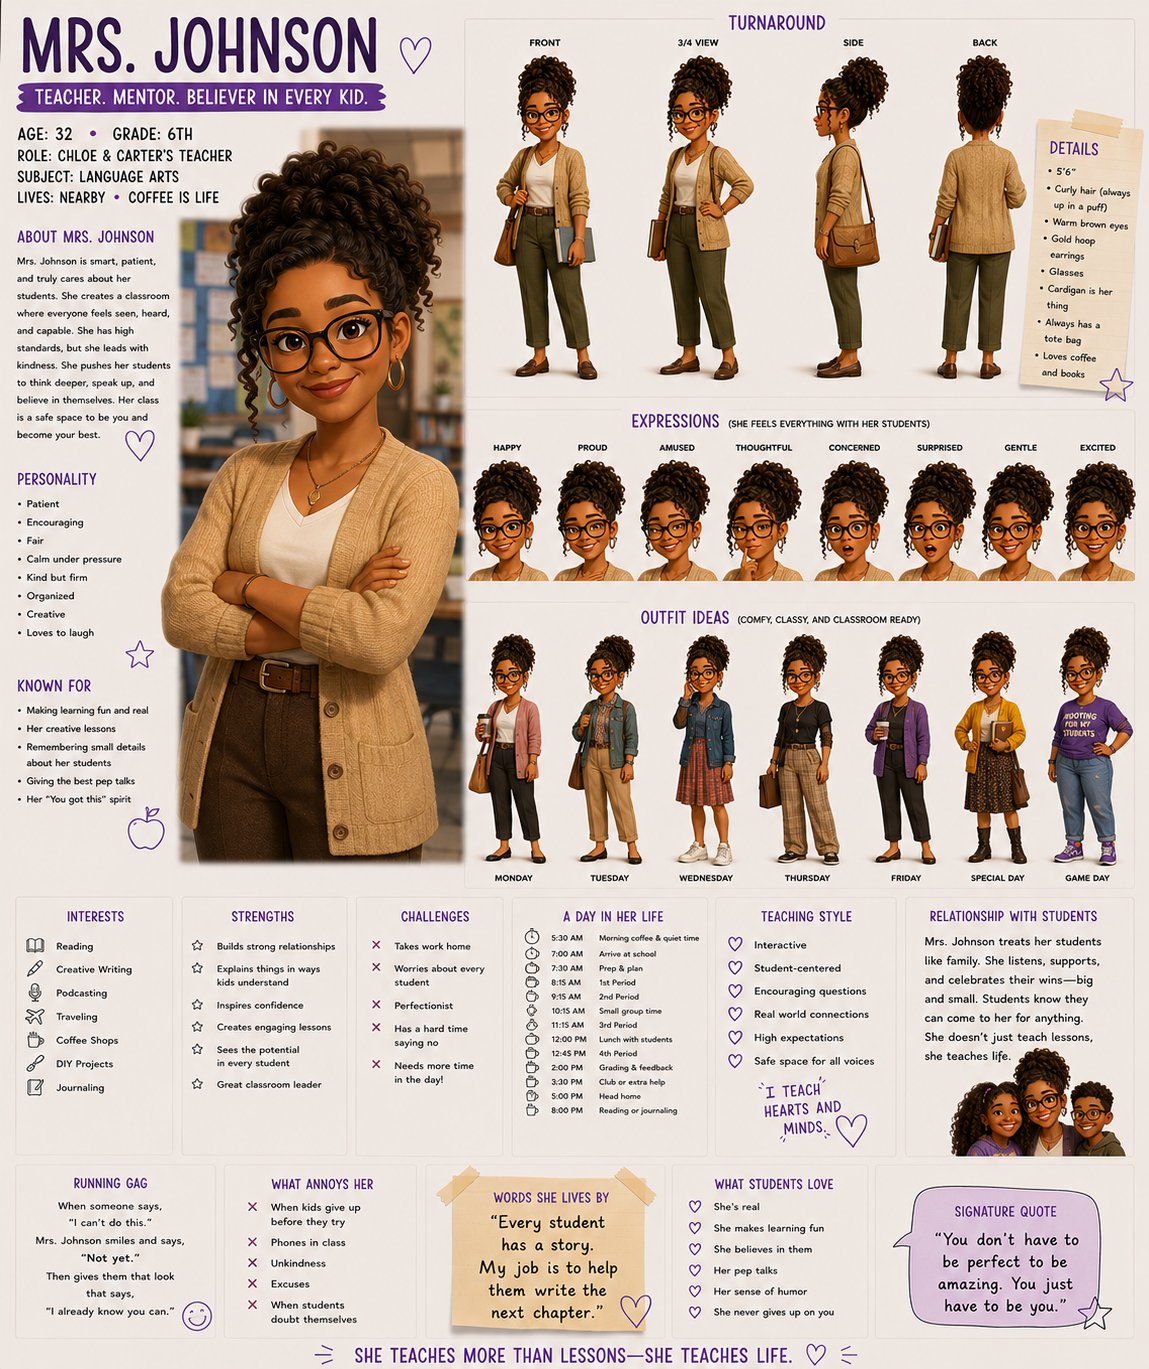 MRS. JOHNSON
TEACHER. MENTOR. BELIEVER IN EVERY KID.
AGE: 32 • GRADE: 6TH
ROLE: CHLOE & CARTER'S TEACHER
SUBJECT: LANGUAGE ARTS
LIVES: NEARBY • COFFEE IS LIFE
ABOUT MRS. JOHNSON
Mrs. Johnson is smart, patient,
and truly cares about her
students. She creates a classroom
where everyone feels seen, heard,
and capable. She has high
standards, but she leads with
kindness. She pushes her students
to think deeper, speak up, and
believe in themselves. Her class
is a safe space to be you and
become your best.
PERSONALITY
• Patient
• Encouraging
• Fair
• Calm under pressure
• Kind but firm
• Organized
• Creative
• Loves to laugh
KNOWN FOR
• Making learning fun and real
• Her creative lessons
• Remembering small details
about her students
• Giving the best pep talks
• Her "You got this" spirit
TURNAROUND
FRONT
3/4 VIEW
SIDE
BACK
DETAILS
• 5'6"
• Curly hair (always
up in a puff)
• Warm brown eyes
• Gold hoop
earrings
• Glasses
• Cardigan is her
thing
• Always has a
tote bag
• Loves coffee
and books
EXPRESSIONS (SHE FEELS EVERYTHING WITH HER STUDENTS)
HAPPY
PROUD
AMUSED
THOUGHTFUL
CONCERNED
SURPRISED
GENTLE
EXCITED
OUTFIT IDEAS (COMFY, CLASSY, AND CLASSROOM READY)
ROOTING
FOR MY
STUDENTS
MONDAY
TUESDAY
WEDNESDAY
THURSDAY
FRIDAY
SPECIAL DAY
GAME DAY
INTERESTS
Reading
Creative Writing
Podcasting
Traveling
Coffee Shops
DIY Projects
Journaling
STRENGTHS
Builds strong relationships
Explains things in ways
kids understand
Inspires confidence
Creates engaging lessons
Sees the potential
in every student
Great classroom leader
CHALLENGES
Takes work home
Worries about every
student
Perfectionist
Has a hard time
saying no
Needs more time
in the day!
A DAY IN HER LIFE
5:30 AM Morning coffee & quiet time
7:00 AM Arrive at school
7:30 AM Prep & plan
8:15 AM 1st Period
9:15 AM 2nd Period
10:15 AM Small group time
11:15 AM 3rd Period
12:00 PM Lunch with students
12:45 PM 4th Period
2:00 PM Grading & feedback
3:30 PM Club or extra help
5:00 PM Head home
8:00 PM Reading or journaling
TEACHING STYLE
Interactive
Student-centered
Encouraging questions
Real world connections
High expectations
Safe space for all voices
"I TEACH
HEARTS AND
MINDS."
RELATIONSHIP WITH STUDENTS
Mrs. Johnson treats her students
like family. She listens, supports,
and celebrates their wins—big
and small. Students know they
can come to her for anything.
She doesn't just teach lessons,
she teaches life.
RUNNING GAG
When someone says,
"I can't do this."
Mrs. Johnson smiles and says,
"Not yet."
Then gives them that look
that says,
"I already know you can."
WHAT ANNOYS HER
When kids give up
before they try
Phones in class
Unkindness
Excuses
When students
doubt themselves
WORDS SHE LIVES BY
"Every student
has a story.
My job is to help
them write the
next chapter."
WHAT STUDENTS LOVE
She's real
She makes learning fun
She believes in them
Her pep talks
Her sense of humor
She never gives up on you
SIGNATURE QUOTE
"You don't have to
be perfect to be
amazing. You just
have to be you."
SHE TEACHES MORE THAN LESSONS—SHE TEACHES LIFE.